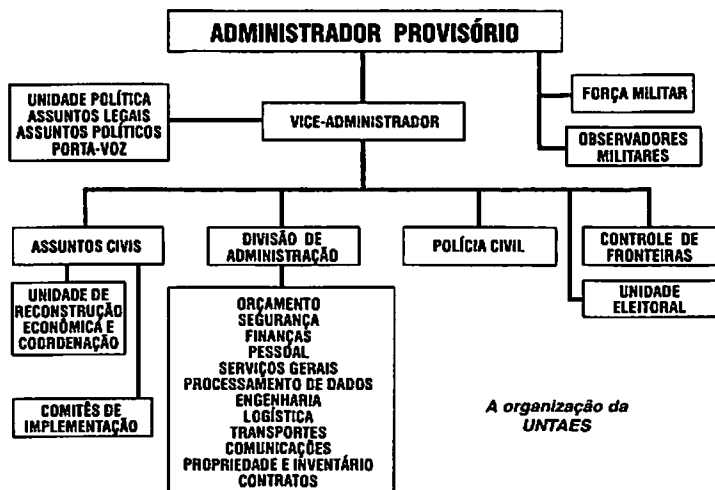 ADMINISTRADOR PROVISÓRIO
UNIDADE POLÍTICA
ASSUNTOS LEGAIS
ASSUNTOS POLÍTICOS
PORTA-VOZ
VICE-ADMINISTRADOR
FORÇA MILITAR
OBSERVADORES
MILITARES
ASSUNTOS CIVIS
DIVISÃO DE
ADMINISTRAÇÃO
POLÍCIA CIVIL
CONTROLE DE
FRONTEIRAS
UNIDADE DE
RECONSTRUÇÃO
ECONÔMICA E
COORDENAÇÃO
UNIDADE
ELEITORAL
COMITÊS DE
IMPLEMENTAÇÃO
ORÇAMENTO
SEGURANÇA
FINANÇAS
PESSOAL
SERVIÇOS GERAIS
PROCESSAMENTO DE DADOS
ENGENHARIA
LOGÍSTICA
TRANSPORTES
COMUNICAÇÕES
PROPRIEDADE E INVENTÁRIO
CONTRATOS
A organização da
UNTAES